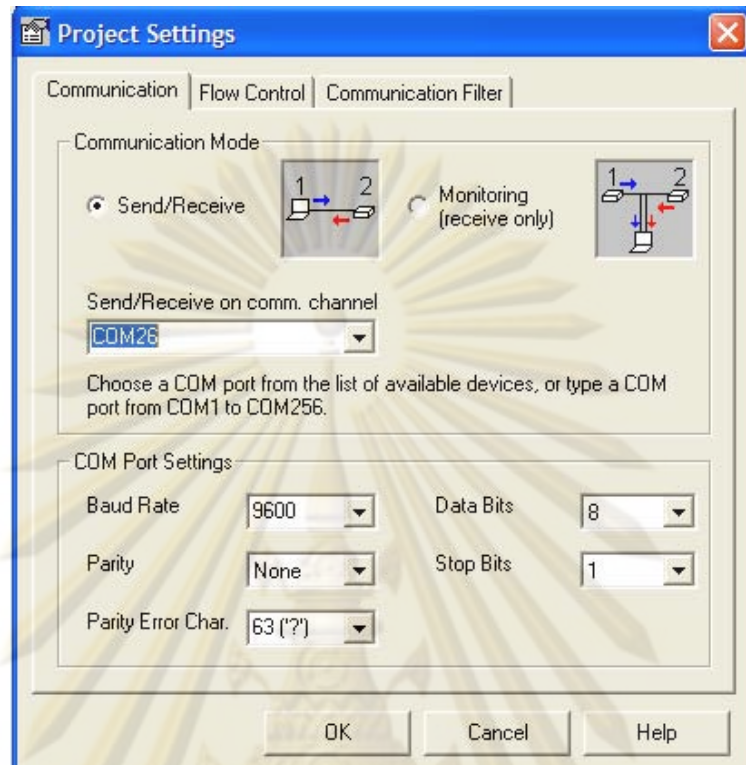 Project Settings
Communication
Flow Control
Communication Filter
Communication Mode
Send/Receive
1 2
Monitoring
(receive only)
1 2
Send/Receive on comm. channel
COM26
Choose a COM port from the list of available devices, or type a COM
port from COM1 to COM256.
COM Port Settings
Baud Rate
9600
Data Bits
8
Parity
None
Stop Bits
1
Parity Error Char.
63 ('?')
OK
Cancel
Help